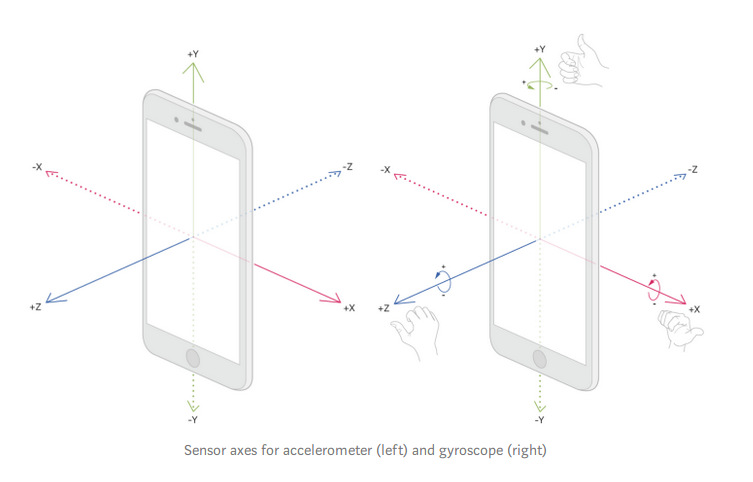 +Y
+Y
+
-
-X
-Z
-X
-Z
+
+
-
-
+Z
+X
+Z
+X
-Y
-Y
Sensor axes for accelerometer (left) and gyroscope (right)